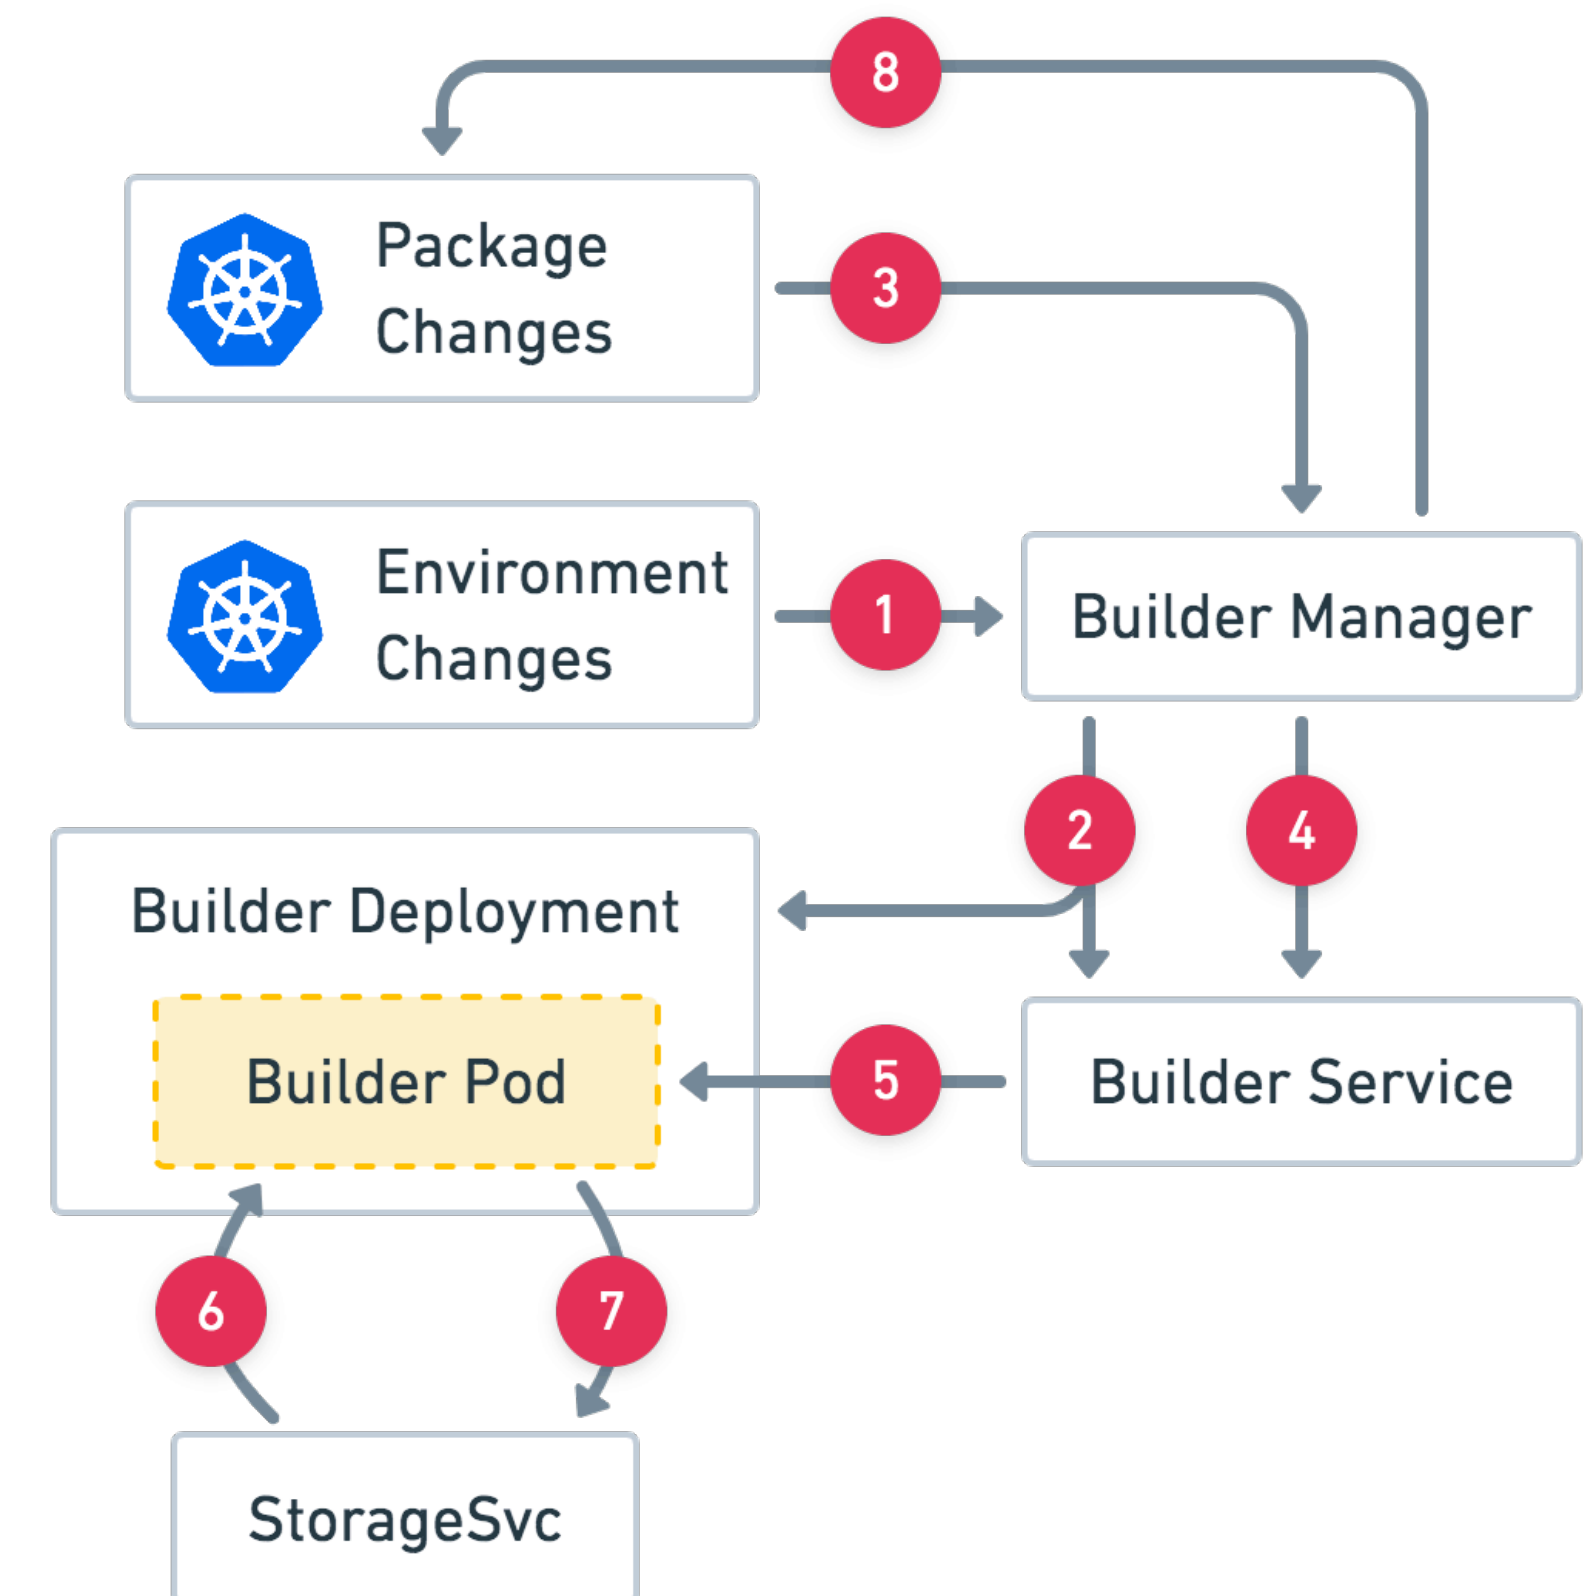 8
Package
Changes
3
Environment
Changes
1
Builder Manager
2
4
Builder Deployment
Builder Pod
5
Builder Service
6
7
StorageSvc